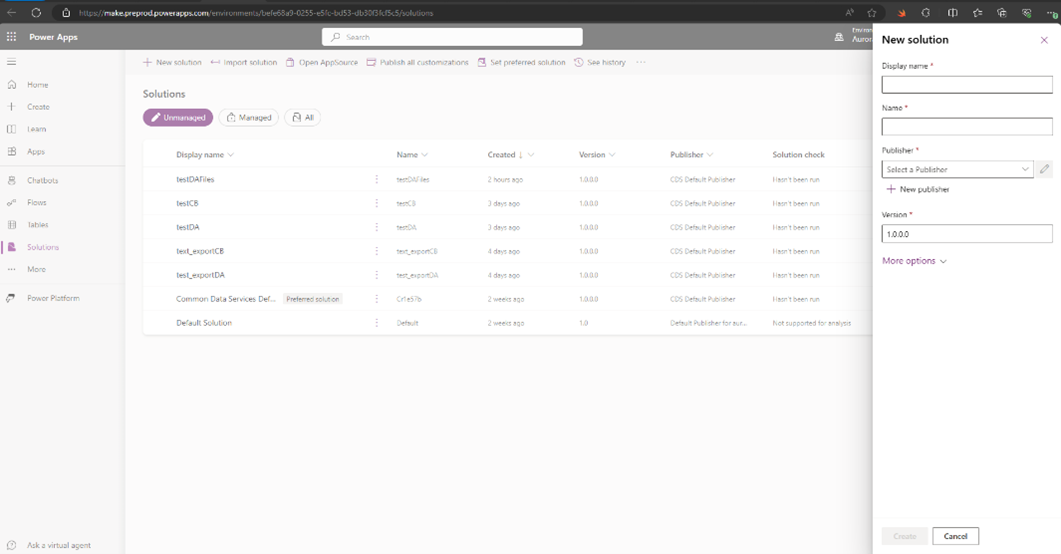 https://make.preprod.powerapps.com/environments/befe68a9-0255-e5fc-bd53-db30f3fcf5c5/solutions
Power Apps
Search
Environ
Auror
New solution
Import solution
Open AppSource
Publish all customizations
Set preferred solution
See history
Home
Create
Learn
Apps
Chatbots
Flows
Tables
Solutions
More
Power Platform
Ask a virtual agent
Solutions
Unmanaged Managed All
Display name Name Created Version Publisher Solution check
testDAFiles testDAFiles 2 hours ago 1.0.0.0 CDS Default Publisher Hasn't been run
testCB testCB 3 days ago 1.0.0.0 CDS Default Publisher Hasn't been run
testDA testDA 3 days ago 1.0.0.0 CDS Default Publisher Hasn't been run
text_exportCB text_exportCB 4 days ago 1.0.0.0 CDS Default Publisher Hasn't been run
test_exportDA test_exportDA 4 days ago 1.0.0.0 CDS Default Publisher Hasn't been run
Common Data Services Def... Preferred solution Cr1e57b 2 weeks ago 1.0.0.0 CDS Default Publisher Hasn't been run
Default Solution Default 2 weeks ago 1.0 Default Publisher for aur... Not supported for analysis
New solution
Display name *
Name *
Publisher *
Select a Publisher
New publisher
Version *
1.0.0.0
More options
Create Cancel